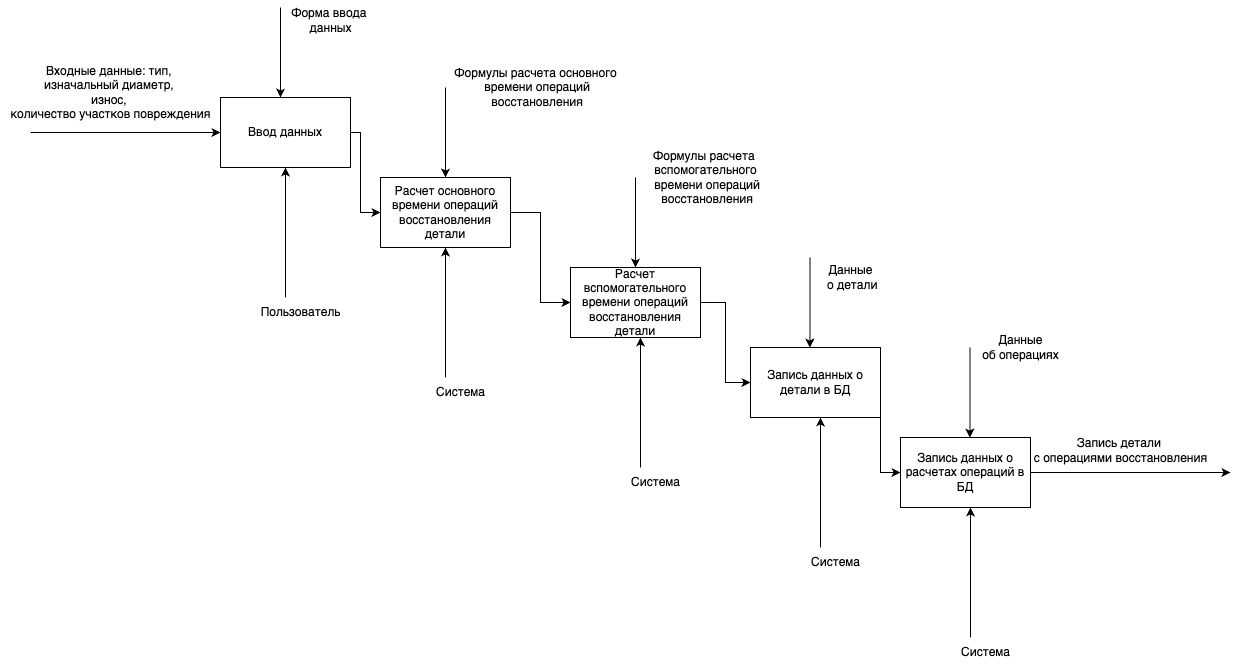 Форма ввода
данных
Входные данные: тип,
изначальный диаметр,
износ,
количество участков повреждения
Ввод данных
Пользователь
Формулы расчета основного
времени операций
восстановления
Расчет основного
времени операций
восстановления
детали
Система
Формулы расчета
вспомогательного
времени операций
восстановления
Расчет
вспомогательного
времени операций
восстановления
детали
Система
Данные
о детали
Запись данных о
детали в БД
Система
Данные
об операциях
Запись данных о
расчетах операций в
БД
Запись детали
с операциями восстановления
Система